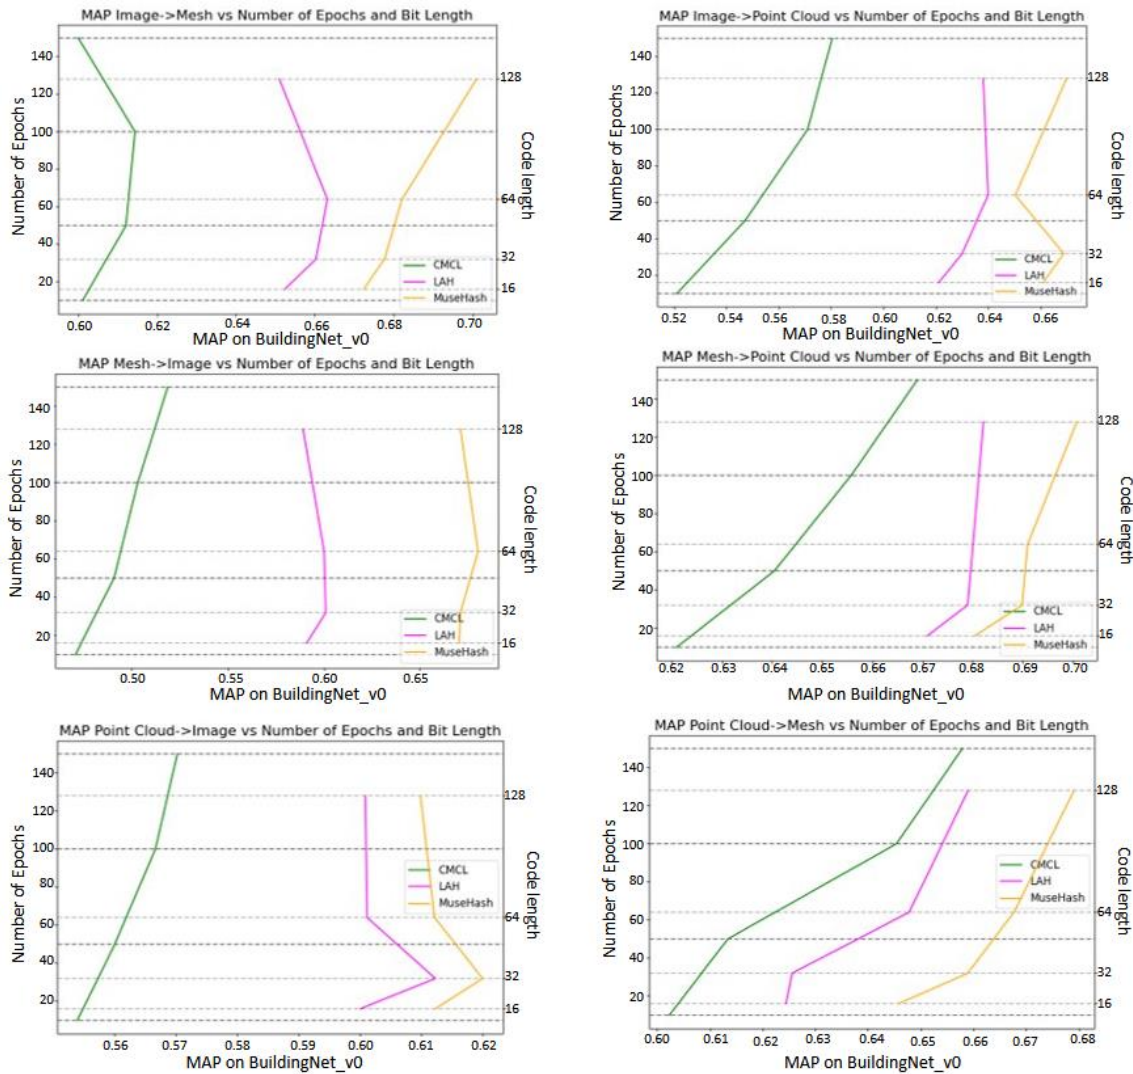 MAP Image->Mesh vs Number of Epochs and Bit Length
Number of Epochs
140
120
100
80
60
40
20
128
64
32
16
Code length
CMCL
LAH
MuseHash
0.60 0.62 0.64 0.66 0.68 0.70
MAP on BuildingNet_v0
MAP Image->Point Cloud vs Number of Epochs and Bit Length
Number of Epochs
140
120
100
80
60
40
20
128
64
32
16
Code length
CMCL
LAH
MuseHash
0.52 0.54 0.56 0.58 0.60 0.62 0.64 0.66
MAP on BuildingNet_v0
MAP Mesh->Image vs Number of Epochs and Bit Length
Number of Epochs
140
120
100
80
60
40
20
128
64
32
16
Code length
CMCL
LAH
MuseHash
0.50 0.55 0.60 0.65
MAP on BuildingNet_v0
MAP Mesh->Point Cloud vs Number of Epochs and Bit Length
Number of Epochs
140
120
100
80
60
40
20
128
64
32
16
Code length
CMCL
LAH
MuseHash
0.62 0.63 0.64 0.65 0.66 0.67 0.68 0.69 0.70
MAP on BuildingNet_v0
MAP Point Cloud->Image vs Number of Epochs and Bit Length
Number of Epochs
140
120
100
80
60
40
20
128
64
32
16
Code length
CMCL
LAH
MuseHash
0.56 0.57 0.60 0.61 0.62
MAP on BuildingNet_v0
MAP Point Cloud->Mesh vs Number of Epochs and Bit Length
Number of Epochs
140
120
100
80
60
40
20
128
64
32
16
Code length
CMCL
LAH
MuseHash
0.60 0.61 0.62 0.63 0.64 0.65 0.66 0.67 0.68
MAP on BuildingNet_v0